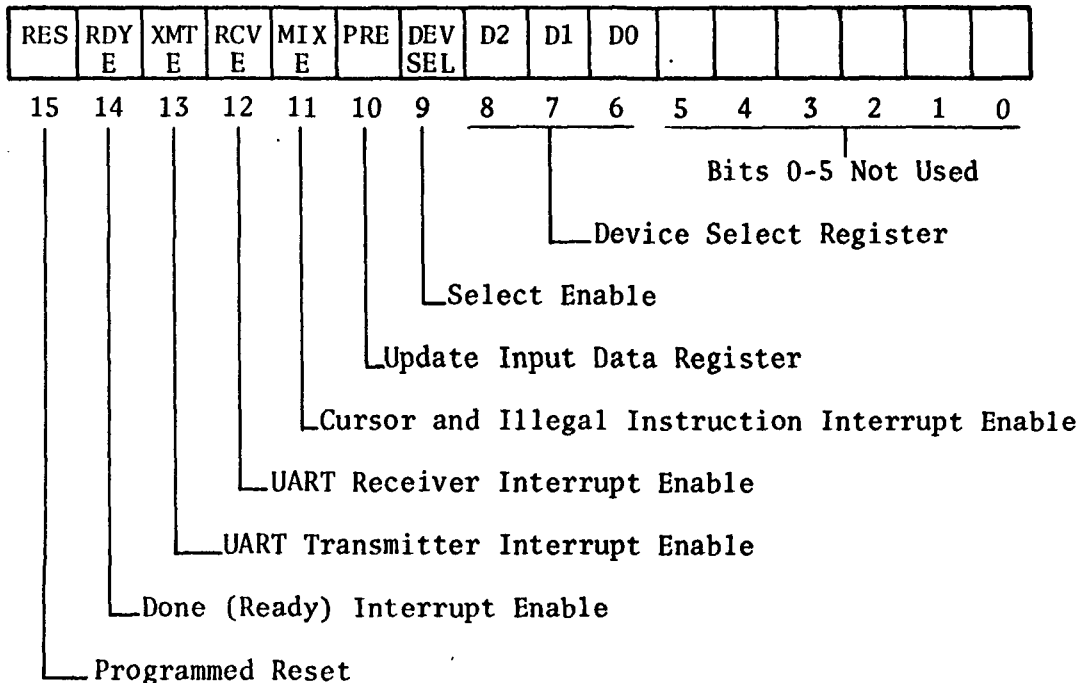 RES RDY XMT RCV MIX PRE DEV D2 D1 D0
E E E E SEL
15 14 13 12 11 10 9 8 7 6 5 4 3 2 1 0
Bits 0-5 Not Used
Device Select Register
Select Enable
Update Input Data Register
Cursor and Illegal Instruction Interrupt Enable
UART Receiver Interrupt Enable
UART Transmitter Interrupt Enable
Done (Ready) Interrupt Enable
Programmed Reset